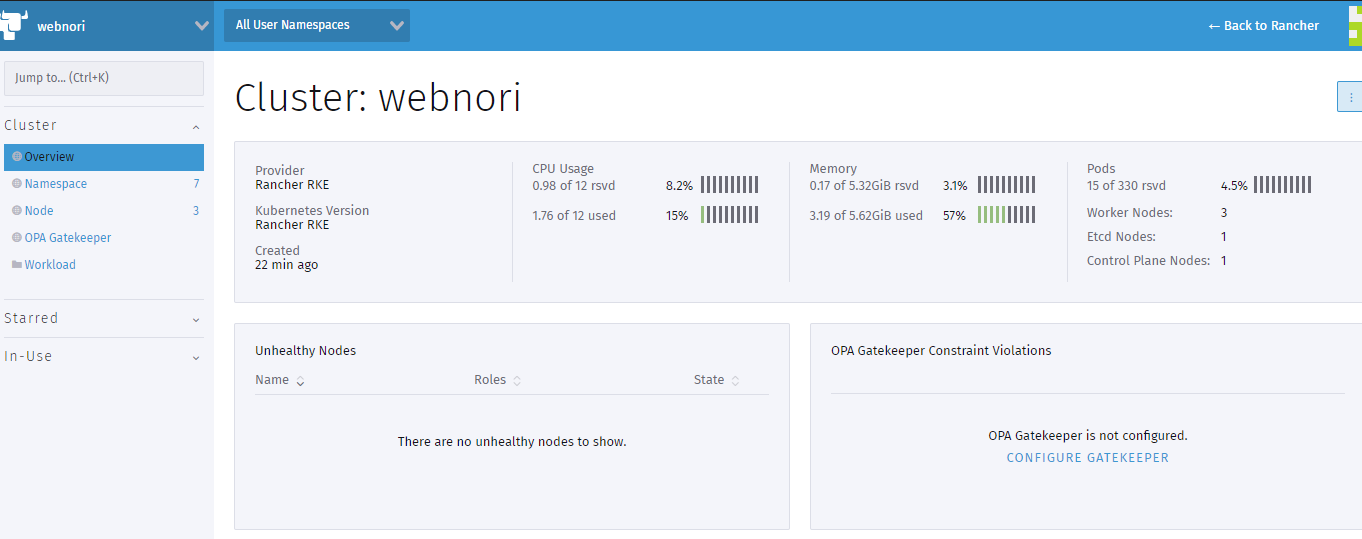 webnori
All User Namespaces
← Back to Rancher
Jump to... (Ctrl+K)
Cluster
Overview
Namespace 7
Node 3
OPA Gatekeeper
Workload
Starred
In-Use
Cluster: webnori
Provider
Rancher RKE
Kubernetes Version
Rancher RKE
Created
22 min ago
CPU Usage
0.98 of 12 rsvd 8.2%
1.76 of 12 used 15%
Memory
0.17 of 5.32GiB rsvd 3.1%
3.19 of 5.62GiB used 57%
Pods
15 of 330 rsvd 4.5%
Worker Nodes: 3
Etcd Nodes: 1
Control Plane Nodes: 1
Unhealthy Nodes
Name Roles State
There are no unhealthy nodes to show.
OPA Gatekeeper Constraint Violations
OPA Gatekeeper is not configured.
CONFIGURE GATEKEEPER